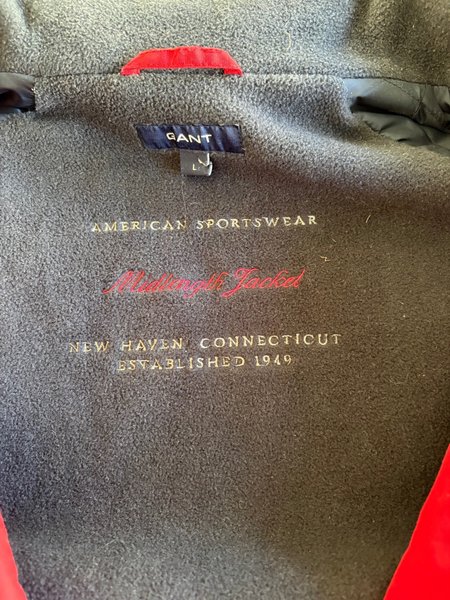 GANT
L
AMERICAN SPORTSWEAR
Midlength Jacket
NEW HAVEN, CONNECTICUT
ESTABLISHED 1949